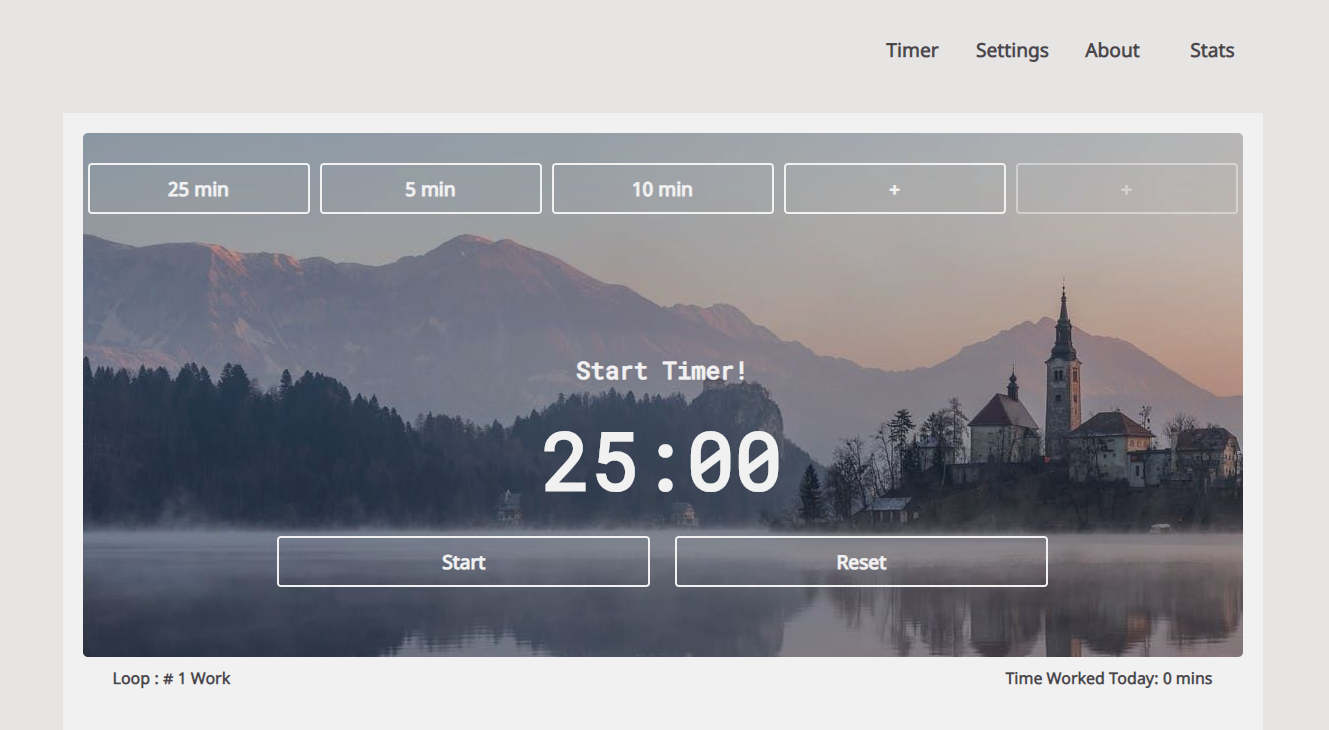 Timer Settings About Stats
25 min 5 min 10 min + +
Start Timer!
25:00
Start Reset
Loop : # 1 Work Time Worked Today: 0 mins